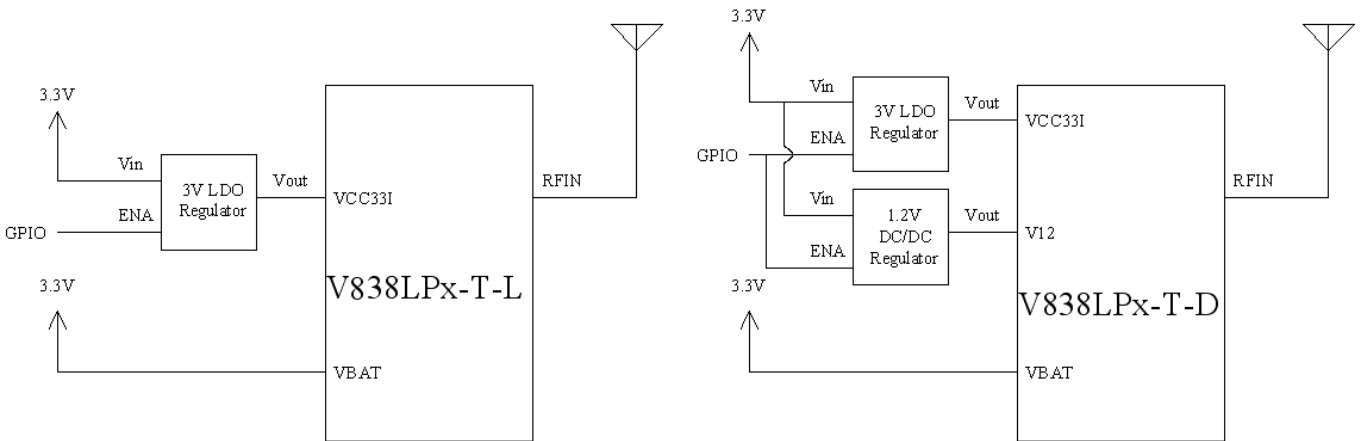 3.3V
Vin
3V LDO
Regulator
Vout
ENA
GPIO
VCC33I
RFIN
3.3V
V838LPx-T-L
VBAT
3.3V
Vin
3V LDO
Regulator
Vout
ENA
GPIO
VCC33I
RFIN
Vin
1.2V
DC/DC
Regulator
Vout
ENA
V12
3.3V
V838LPx-T-D
VBAT